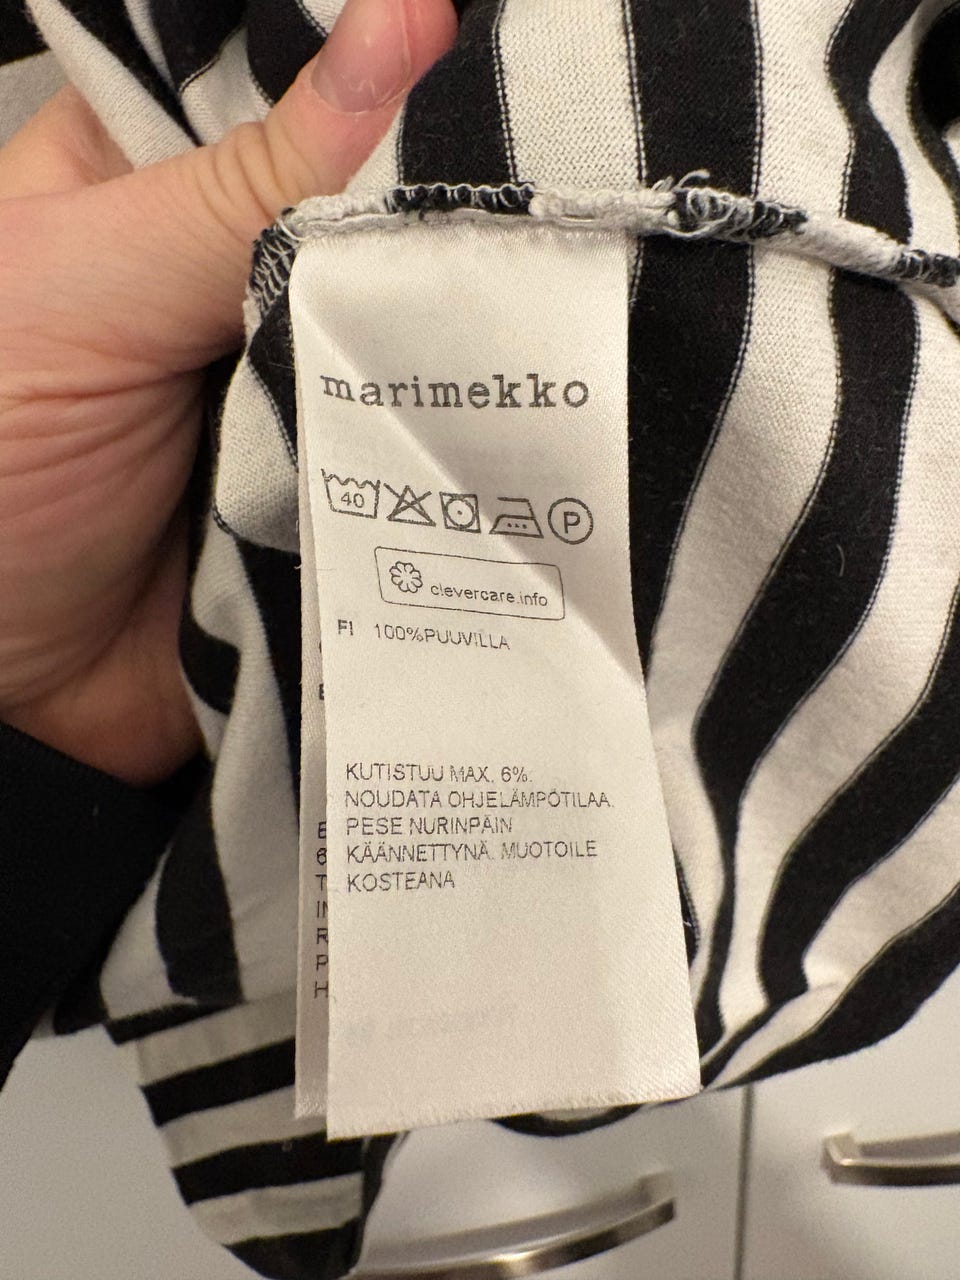 marimekko
40 P
clevercare.info
FI 100%PUUVILLA
KUTISTUU MAX. 6%.
NOUDATA OHJELÄMPÖTILAA.
PESE NURINPÄIN
KÄÄNNETTYNÄ. MUOTOILE
KOSTEANA